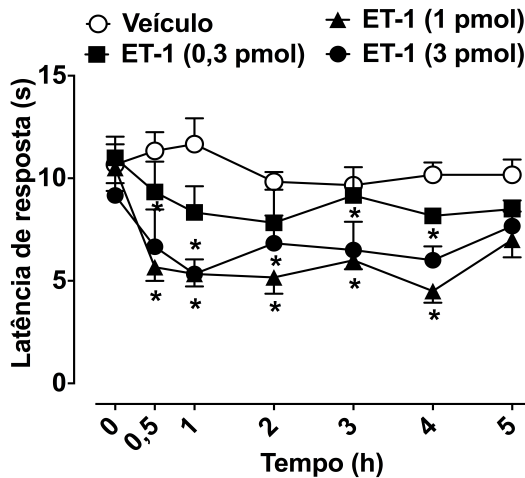 Veículo
ET-1 (1 pmol)
ET-1 (0,3 pmol)
ET-1 (3 pmol)
Latência de resposta (s)
15
10
5
0
* 
* *
* *
* *
* *
*
0 0,5 1 2 3 4 5
Tempo (h)